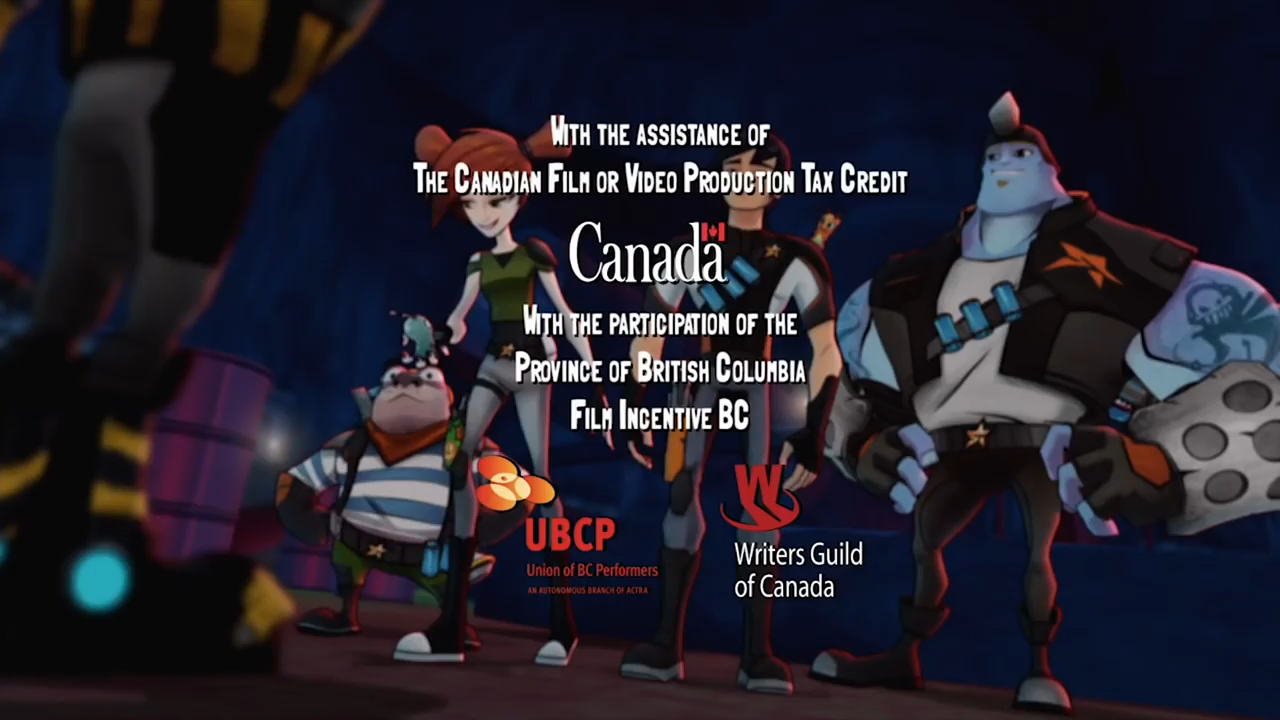 With the assistance of
The Canadian Film or Video Production Tax Credit
Canada
With the participation of the
Province of British Columbia
Film Incentive BC
UBCP
Union of BC Performers
AN AUTONOMOUS BRANCH OF ACTRA
Writers Guild
of Canada